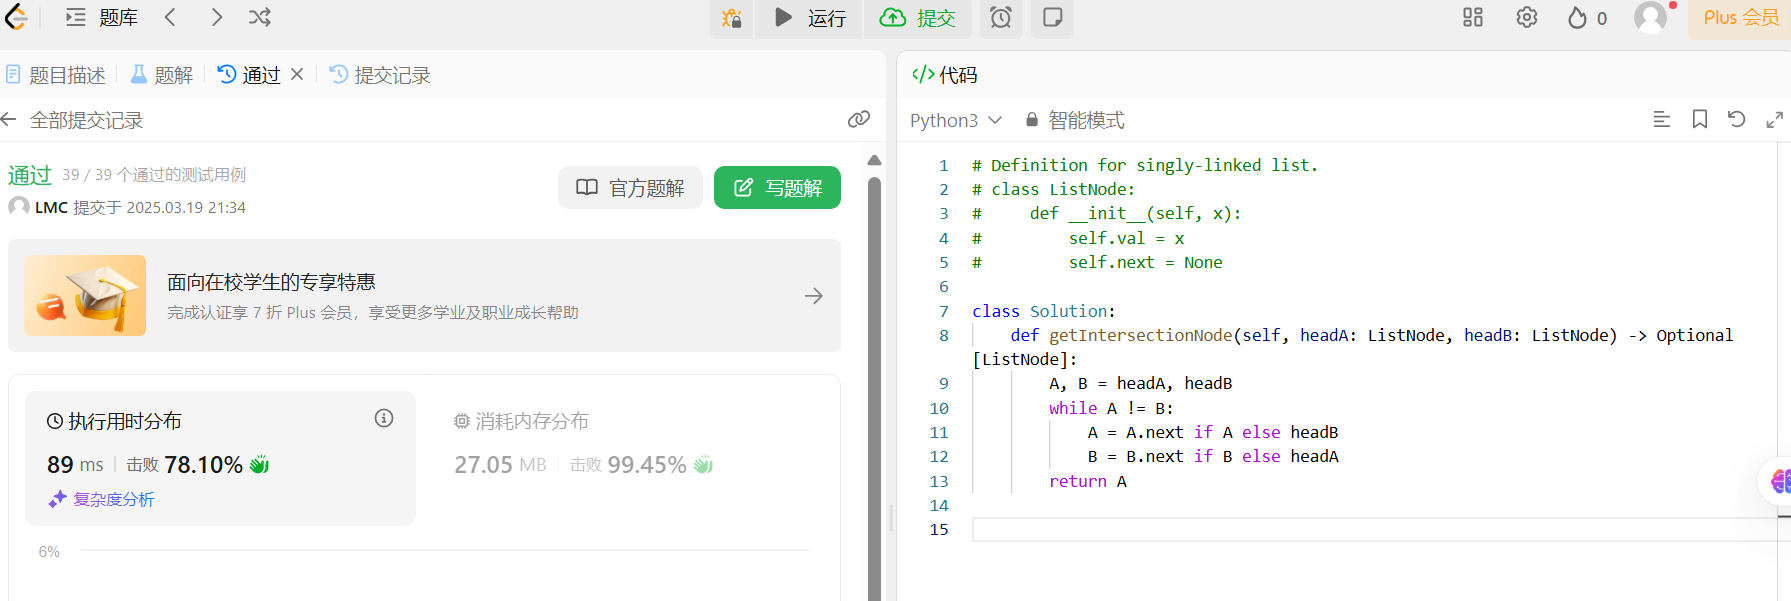 题库
运行
提交
0
Plus 会员
题目描述
题解
通过
提交记录
全部提交记录
通过 39 / 39 个通过的测试用例
LMC 提交于 2025.03.19 21:34
官方题解
写题解
面向在校学生的专享特惠
完成认证享 7 折 Plus 会员，享受更多学业及职业成长帮助
执行用时分布
89 ms 击败 78.10%
复杂度分析
消耗内存分布
27.05 MB 击败 99.45%
6%
</> 代码
Python3 智能模式
1 # Definition for singly-linked list.
2 # class ListNode:
3 #     def __init__(self, x):
4 #         self.val = x
5 #         self.next = None
6
7 class Solution:
8     def getIntersectionNode(self, headA: ListNode, headB: ListNode) -> Optional
[ListNode]:
9         A, B = headA, headB
10         while A != B:
11             A = A.next if A else headB
12             B = B.next if B else headA
13         return A
14
15